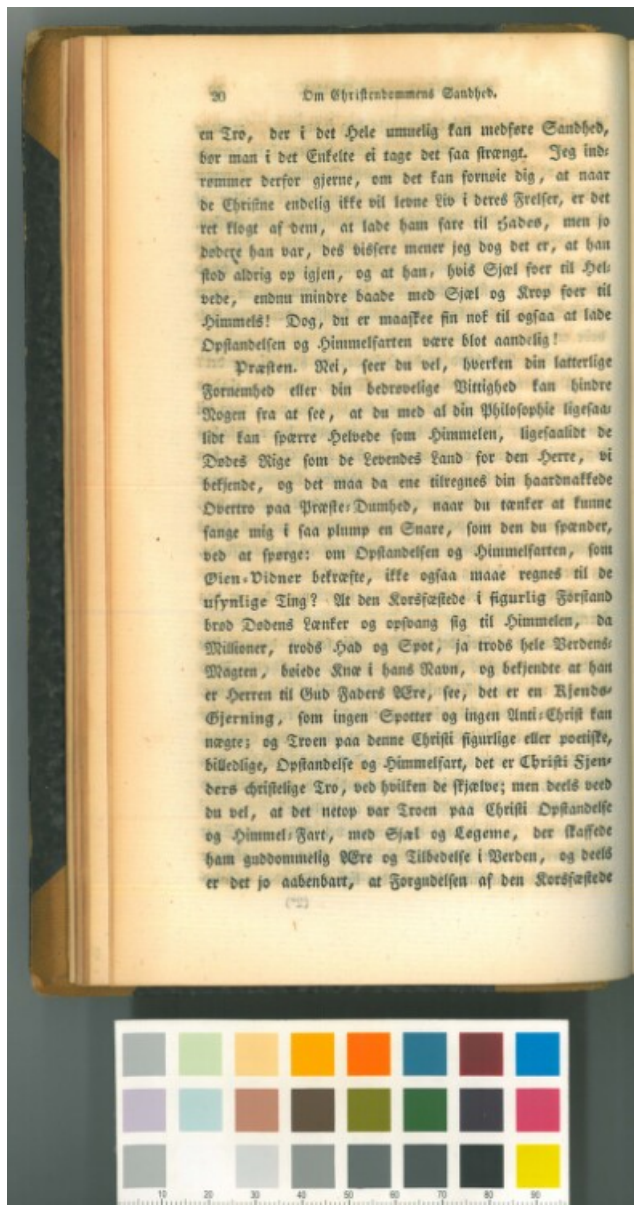 20 Om Christendommens Sandhed.
en Tro, der i det Hele umuelig kan medføre Sandhed,
bør man i det Enkelte ei tage det saa strængt. Jeg ind-
rømmer derfor gjerne, om det kan fornøie dig, at naar
de Christne endelig ikke vil levne Liv i deres Frelser, er det
ret klogt af dem, at lade ham fare til Hades, men jo
dødere han var, des vissere mener jeg dog det er, at han
stod aldrig op igjen, og at han, hvis Sjæl foer til Hel-
vede, endnu mindre baade med Sjæl og Krop foer til
Himmels! Dog, du er maaskee fin nok til ogsaa at lade
Opstandelsen og Himmelfarten være blot aandelig!
Præsten. Nei, seer du vel, hverken din latterlige
Fornemhed eller din bedrøvelige Vittighed kan hindre
Nogen fra at see, at du med al din Philosophie ligesaa-
lidt kan spærre Helvede som Himmelen, ligesaalidt de
Dødes Rige som de Levendes Land for den Herre, vi
bekjende, og det maa da ene tilregnes din haardnakkede
Overtro paa Præste-Dumhed, naar du tænker at kunne
fange mig i saa plump en Snare, som den du spænder,
ved at spørge: om Opstandelsen og Himmelfarten, som
Øien-Vidner bekræfte, ikke ogsaa maae regnes til de
usynlige Ting? At den Korsfæstede i figurlig Forstand
brød Dødens Lænker og opsvang sig til Himmelen, da
Millioner, trods Had og Spot, ja trods hele Verdens-
Magten, bøiede Knæ i hans Navn, og bekjendte at han
er Herren til Gud Faders Ære, see, det er en Kjends-
Gjerning, som ingen Spotter og ingen Anti-Christ kan
nægte; og Troen paa denne Christi figurlige eller poetiske,
billedlige, Opstandelse og Himmelfart, det er Christi Fjen-
ders christelige Tro, ved hvilken de skjælve; men deels veed
du vel, at det netop var Troen paa Christi Opstandelse
og Himmel-Fart, med Sjæl og Legeme, der skaffede
ham guddommelig Ære og Tilbedelse i Verden, og deels
er det jo aabenbart, at Forgudelsen af den Korsfæstede
10 20 30 40 50 60 70 80 90